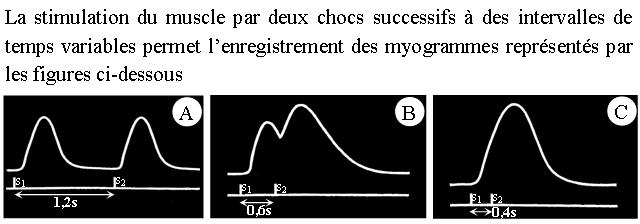 La stimulation du muscle par deux chocs successifs à des intervalles de
temps variables permet l’enregistrement des myogrammes représentés par
les figures ci-dessous
A B C
S1 S2 S1 S2 S1 S2
1,2s 0,6s 0,4s